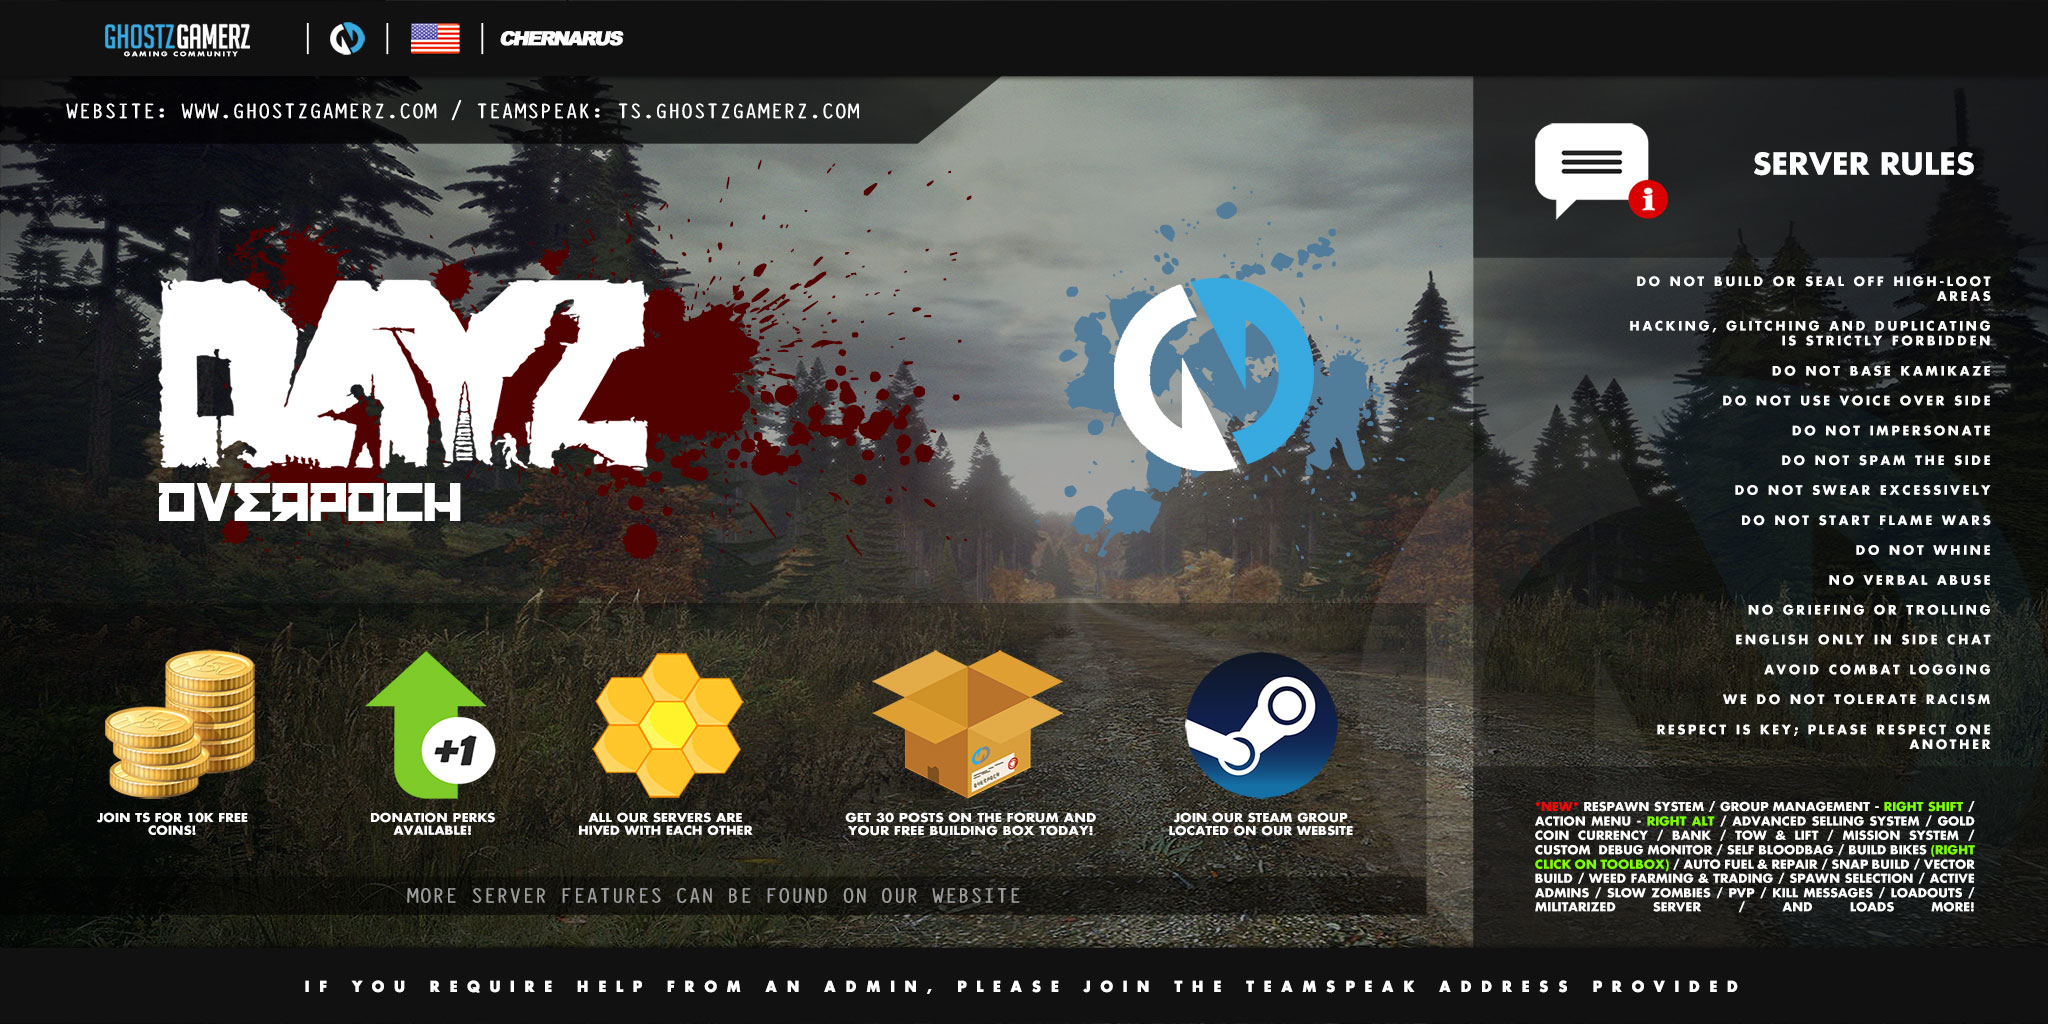 GHOSTZGAMERZ
GAMING COMMUNITY
CHERNARUS
WEBSITE: WWW.GHOSTZGAMERZ.COM / TEAMSPEAK: TS.GHOSTZGAMERZ.COM
DAYZ
OVERPOCH
SERVER RULES
DO NOT BUILD OR SEAL OFF HIGH-LOOT
AREAS
HACKING, GLITCHING AND DUPLICATING
IS STRICTLY FORBIDDEN
DO NOT BASE KAMIKAZE
DO NOT USE VOICE OVER SIDE
DO NOT IMPERSONATE
DO NOT SPAM THE SIDE
DO NOT SWEAR EXCESSIVELY
DO NOT START FLAME WARS
DO NOT WHINE
NO VERBAL ABUSE
NO GRIEFING OR TROLLING
ENGLISH ONLY IN SIDE CHAT
AVOID COMBAT LOGGING
WE DO NOT TOLERATE RACISM
RESPECT IS KEY; PLEASE RESPECT ONE
ANOTHER
+1
JOIN TS FOR 10K FREE
COINS!
DONATION PERKS
AVAILABLE!
ALL OUR SERVERS ARE
HIVED WITH EACH OTHER
GET 30 POSTS ON THE FORUM AND
YOUR FREE BUILDING BOX TODAY!
JOIN OUR STEAM GROUP
LOCATED ON OUR WEBSITE
MORE SERVER FEATURES CAN BE FOUND ON OUR WEBSITE
*NEW* RESPAWN SYSTEM / GROUP MANAGEMENT - RIGHT SHIFT /
ACTION MENU - RIGHT ALT / ADVANCED SELLING SYSTEM / GOLD
COIN CURRENCY / BANK / TOW & LIFT / MISSION SYSTEM /
CUSTOM DEBUG MONITOR / SELF BLOODBAG / BUILD BIKES (RIGHT
CLICK ON TOOLBOX) / AUTO FUEL & REPAIR / SNAP BUILD / VECTOR
BUILD / WEED FARMING & TRADING / SPAWN SELECTION / ACTIVE
ADMINS / SLOW ZOMBIES / PVP / KILL MESSAGES / LOADOUTS /
MILITARIZED SERVER / AND LOADS MORE!
IF YOU REQUIRE HELP FROM AN ADMIN, PLEASE JOIN THE TEAMSPEAK ADDRESS PROVIDED